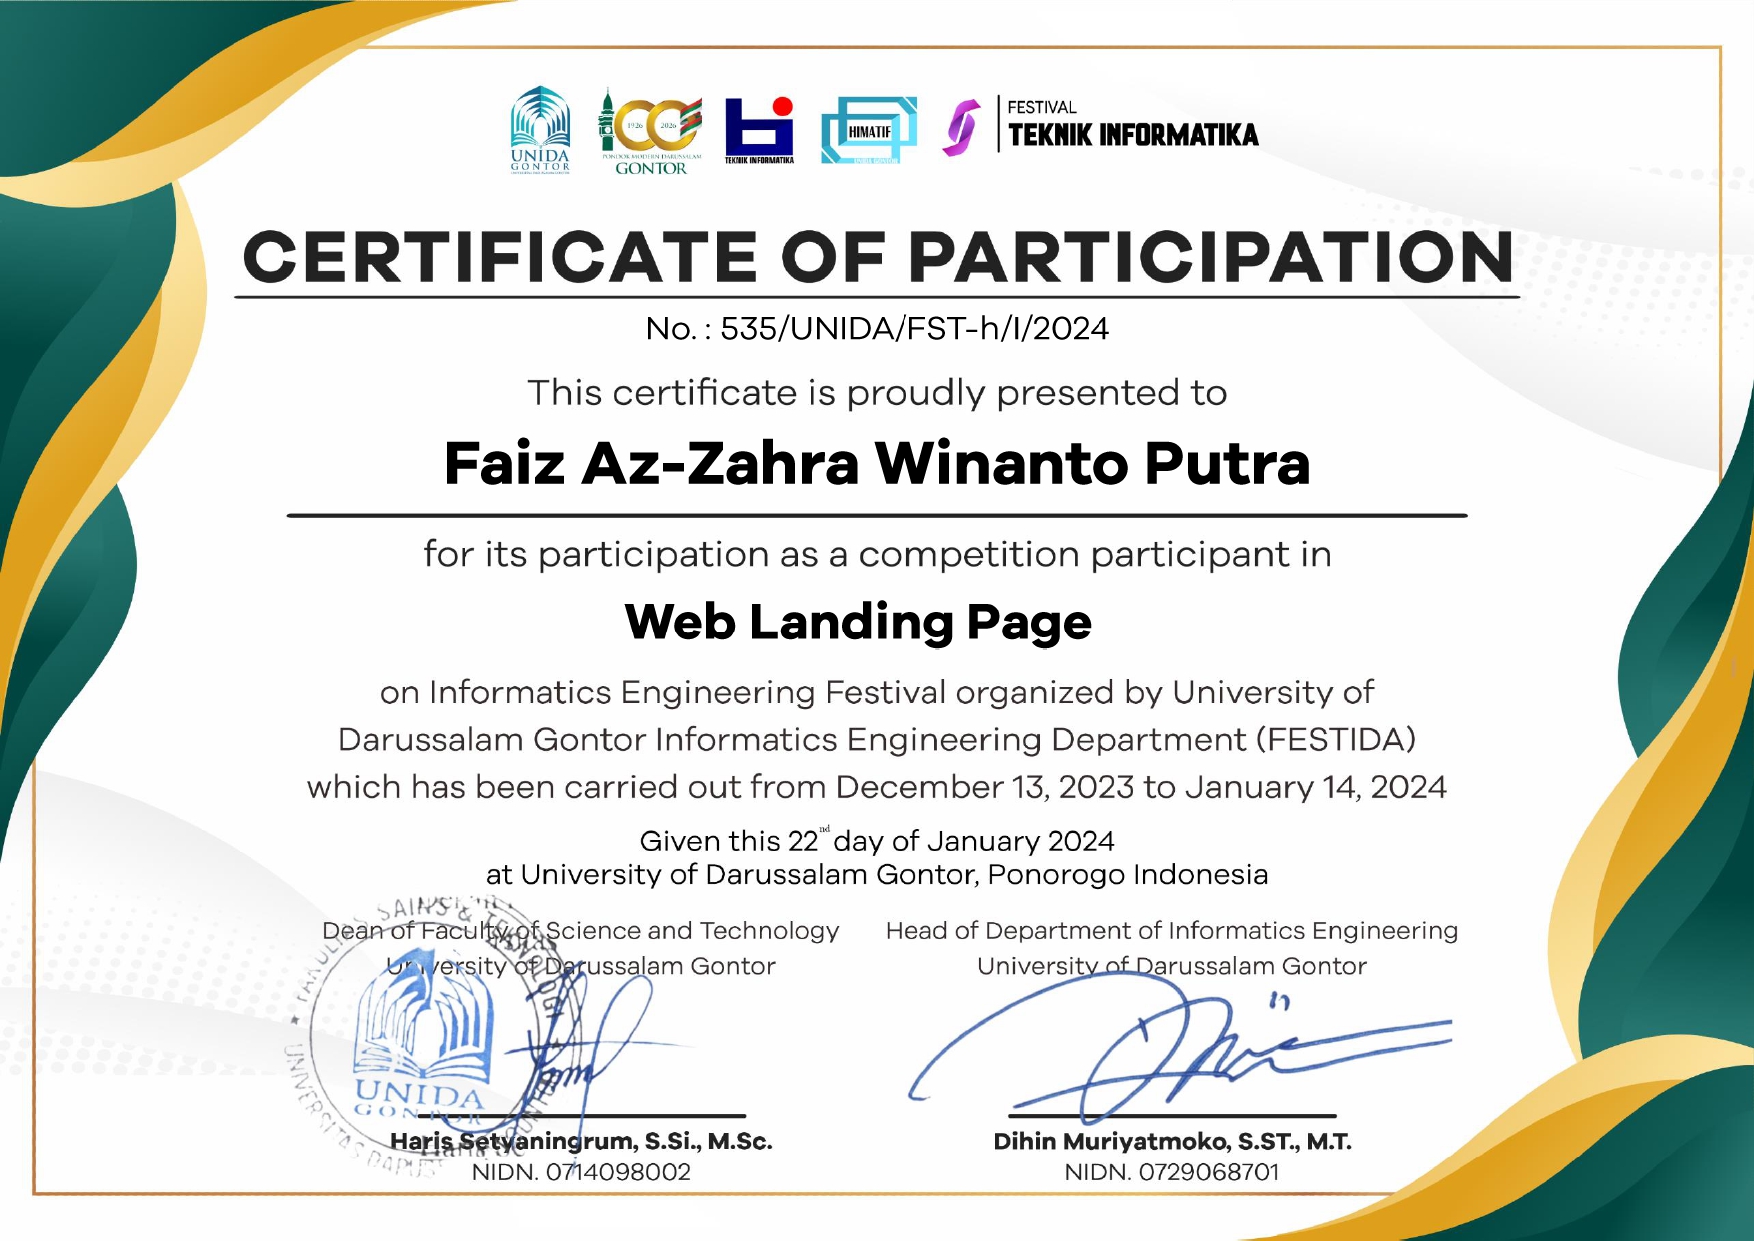 UNIDA
GONTOR
1926 2026
PONDOK MODERN DARUSSALAM
GONTOR
TEKNIK INFORMATIKA
HIMATIF
UNIDA GONTOR
FESTIVAL
TEKNIK INFORMATIKA
CERTIFICATE OF PARTICIPATION
No. : 535/UNIDA/FST-h/I/2024
This certificate is proudly presented to
Faiz Az-Zahra Winanto Putra
for its participation as a competition participant in
Web Landing Page
on Informatics Engineering Festival organized by University of
Darussalam Gontor Informatics Engineering Department (FESTIDA)
which has been carried out from December 13, 2023 to January 14, 2024
Given this 22nd day of January 2024
at University of Darussalam Gontor, Ponorogo Indonesia
Dean of Faculty of Science and Technology
University of Darussalam Gontor
Head of Department of Informatics Engineering
University of Darussalam Gontor
SAINS &
UNIVERSITAS
UNIDA
GONTOR
Haris Setyaningrum, S.Si., M.Sc.
NIDN. 0714098002
Dihin Muriyatmoko, S.ST., M.T.
NIDN. 0729068701